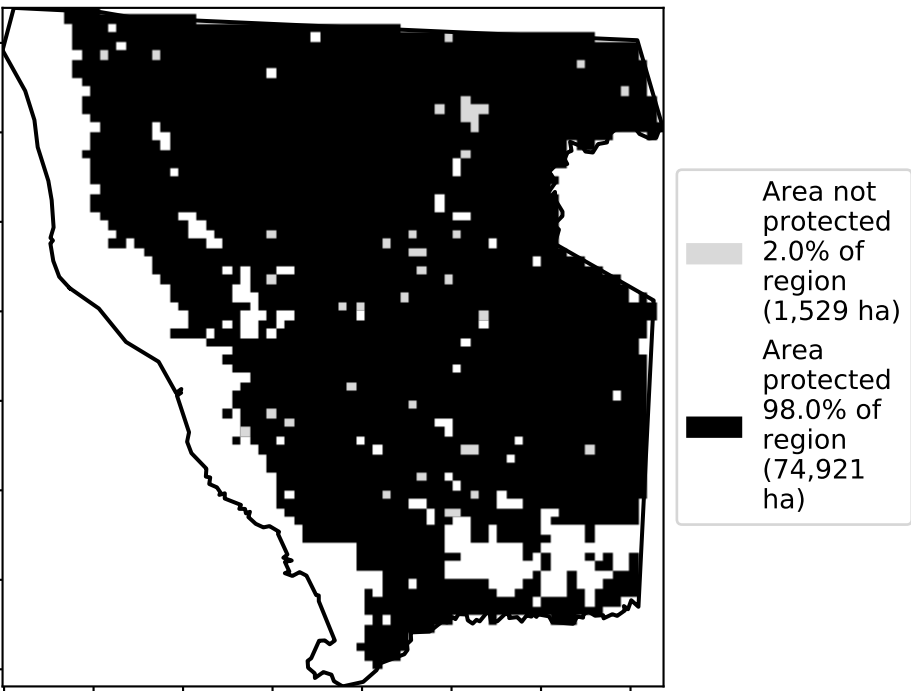 Area not
protected
2.0% of
region
(1,529 ha)
Area
protected
98.0% of
region
(74,921
ha)